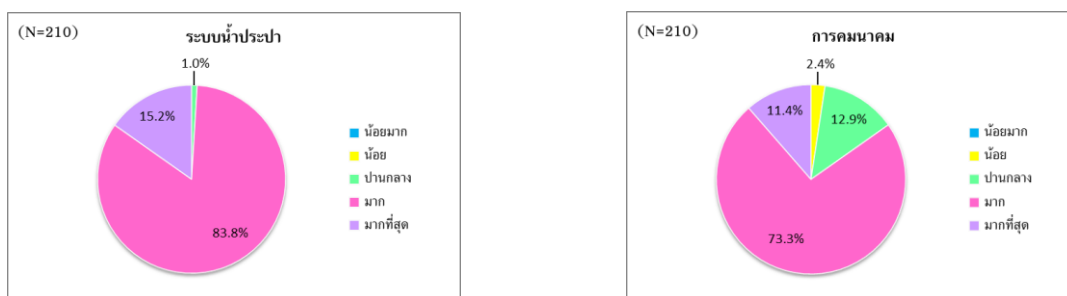 (N=210)
ระบบน้ำประปา
1.0%
15.2%
83.8%
น้อยมาก
น้อย
ปานกลาง
มาก
มากที่สุด
(N=210)
การคมนาคม
2.4%
11.4%
12.9%
73.3%
น้อยมาก
น้อย
ปานกลาง
มาก
มากที่สุด